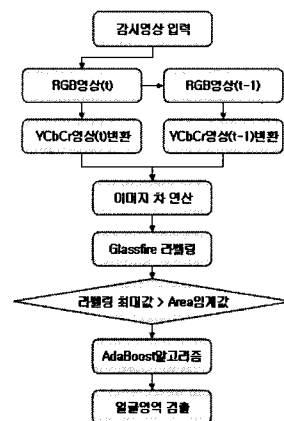 감시영상 입력
RGB영상(t)
RGB영상(t-1)
YCbCr영상(t)변환
YCbCr영상(t-1)변환
이미지 차 연산
Glassfire 라벨링
라벨링 최대값 > Area임계값
AdaBoost알고리즘
얼굴영역 검출